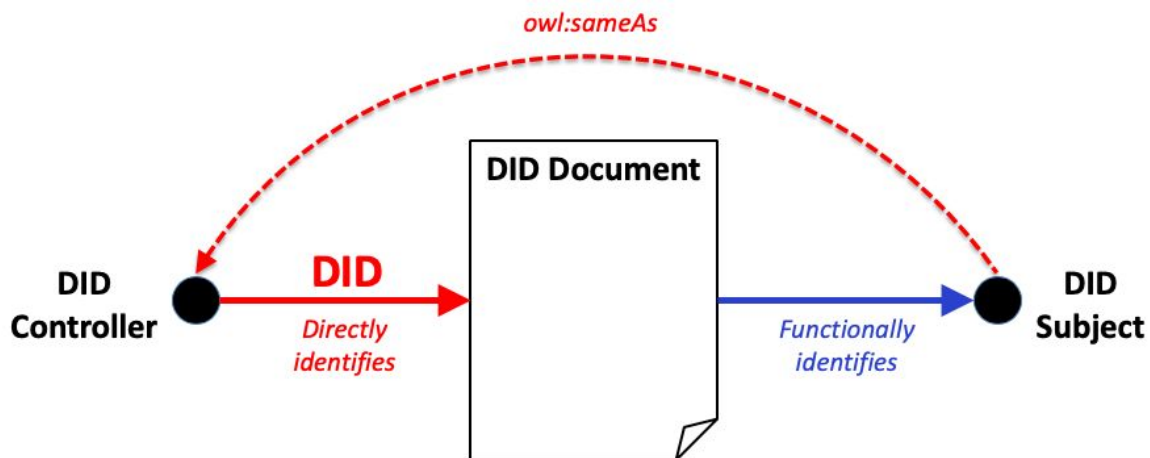 owl:sameAs
DID Document
DID
Controller
DID
Directly
identifies
Functionally
identifies
DID
Subject